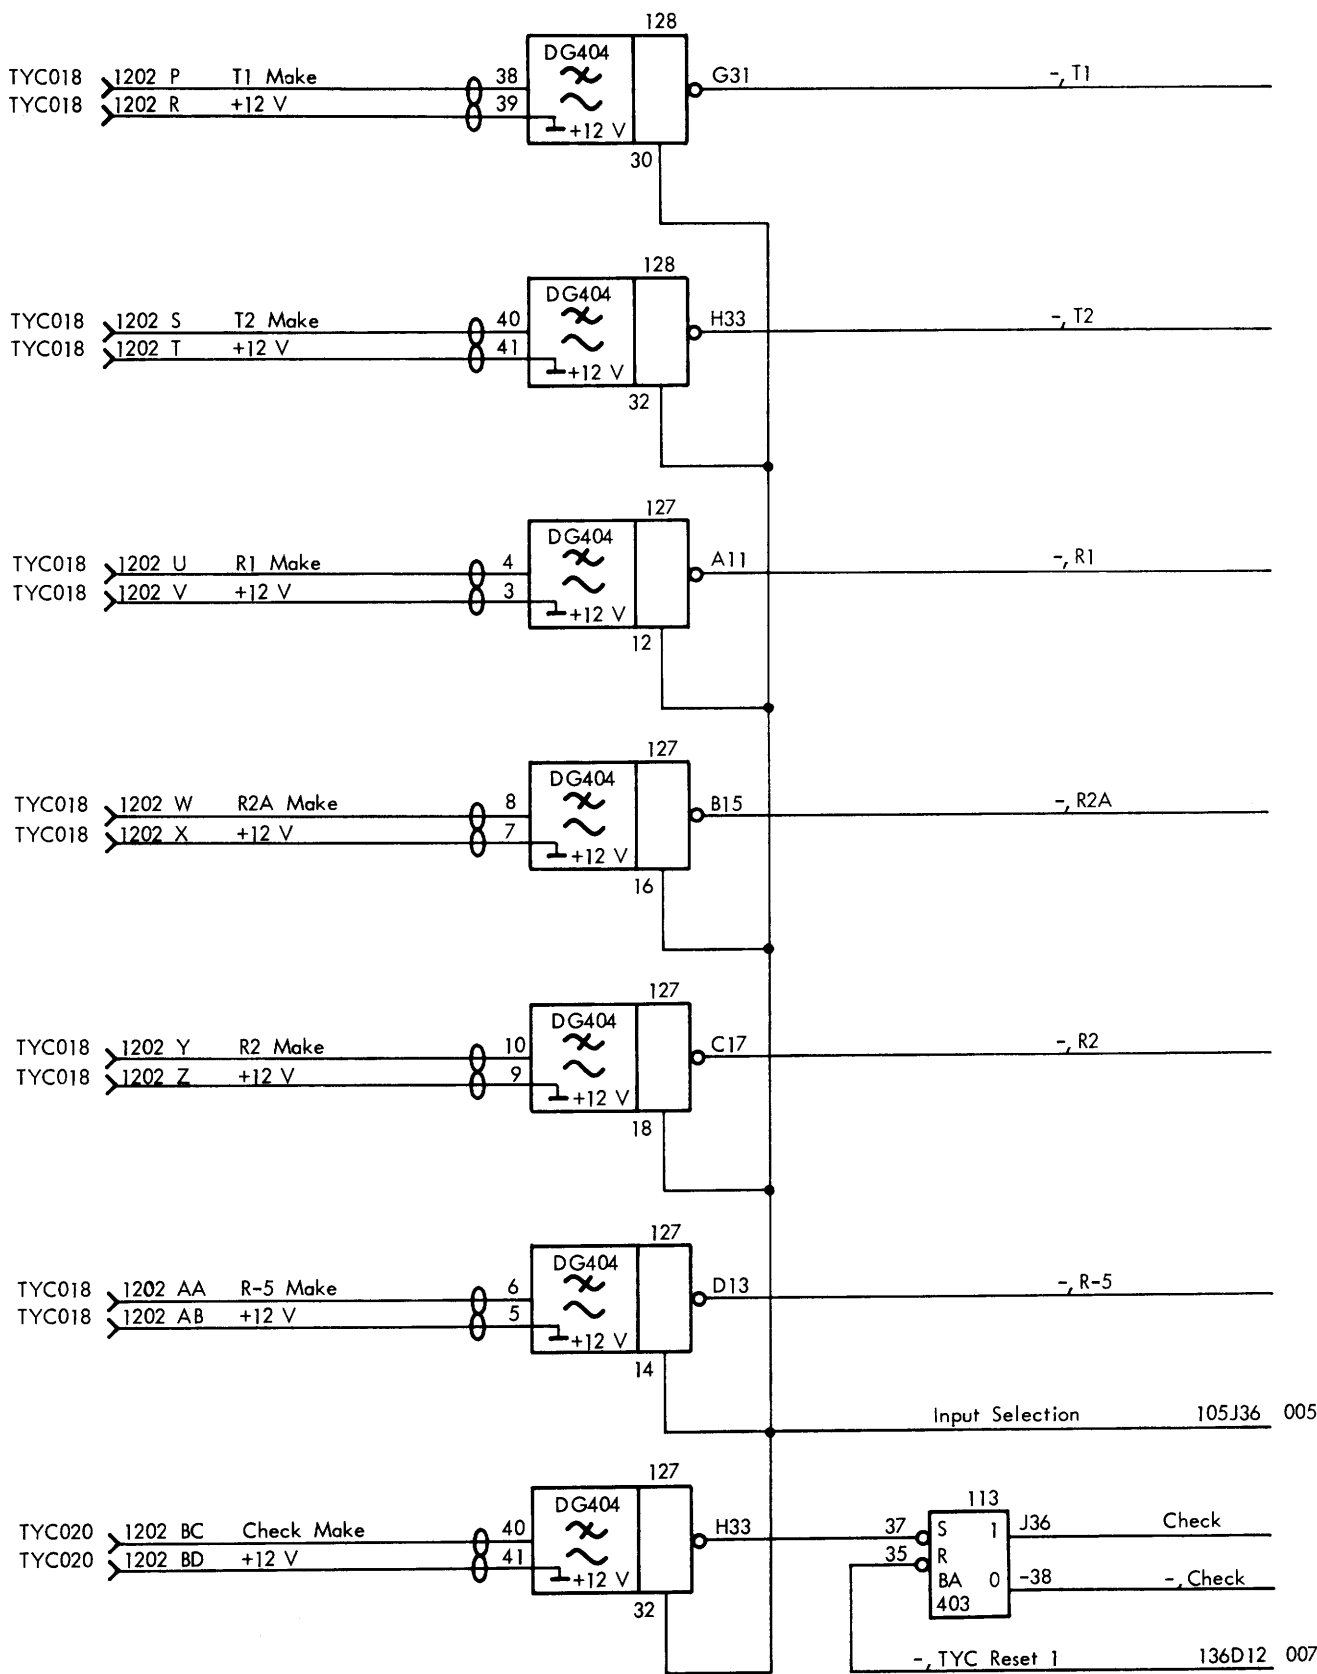 128
DG404
TYC018 1202 P T1 Make 38 G31 -, T1
TYC018 1202 R +12 V 39
+12 V
30
128
DG404
TYC018 1202 S T2 Make 40 H33 -, T2
TYC018 1202 T +12 V 41
+12 V
32
127
DG404
TYC018 1202 U R1 Make 4 A11 -, R1
TYC018 1202 V +12 V 3
+12 V
12
127
DG404
TYC018 1202 W R2A Make 8 B15 -, R2A
TYC018 1202 X +12 V 7
+12 V
16
127
DG404
TYC018 1202 Y R2 Make 10 C17 -, R2
TYC018 1202 Z +12 V 9
+12 V
18
127
DG404
TYC018 1202 AA R-5 Make 6 D13 -, R-5
TYC018 1202 AB +12 V 5
+12 V
14
Input Selection 105J36 005
127
DG404
113
TYC020 1202 BC Check Make 40 H33 37 S 1 J36 Check
TYC020 1202 BD +12 V 41 35 R
+12 V BA 0 -38 -, Check
32 403
-, TYC Reset 1 136D12 007